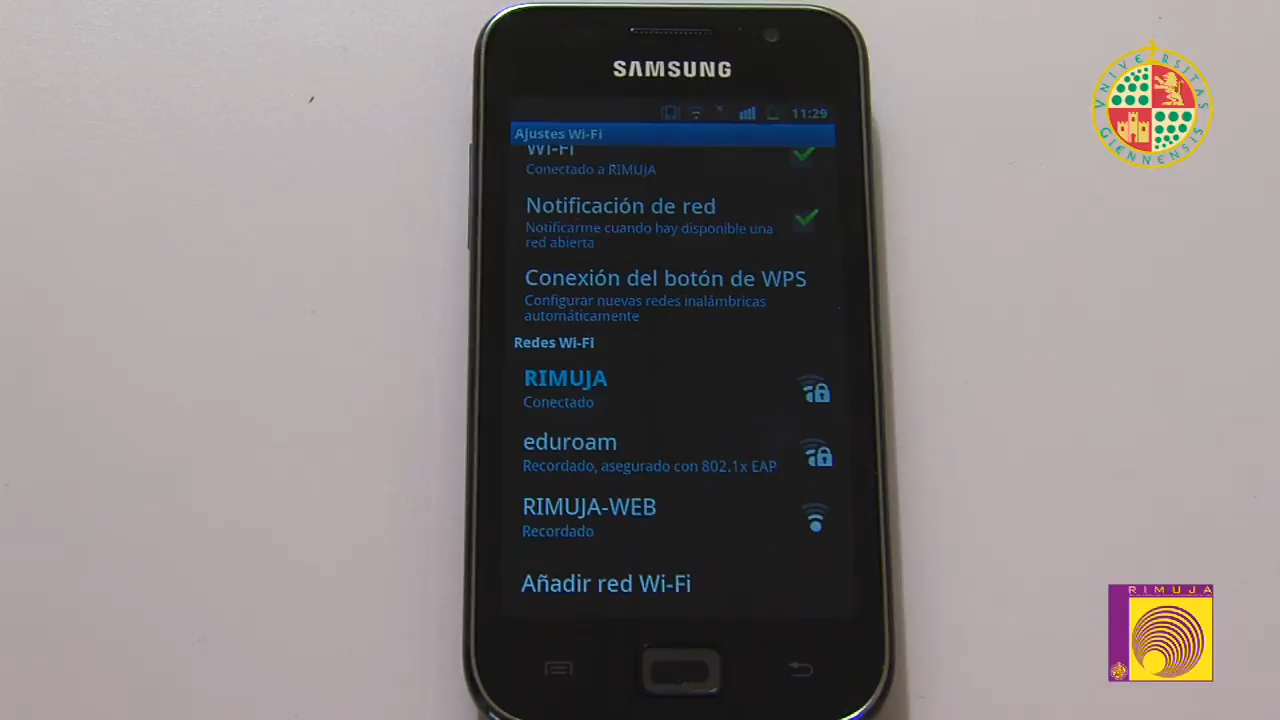 SAMSUNG
11:29
Ajustes Wi-Fi
Wi-Fi
Conectado a RIMUJA
Notificación de red
Notificarme cuando hay disponible una
red abierta
Conexión del botón de WPS
Configurar nuevas redes inalámbricas
automáticamente
Redes Wi-Fi
RIMUJA
Conectado
eduroam
Recordado, asegurado con 802.1x EAP
RIMUJA-WEB
Recordado
Añadir red Wi-Fi
VNIVERSITAS
GIENNENSIS
RIMUJA